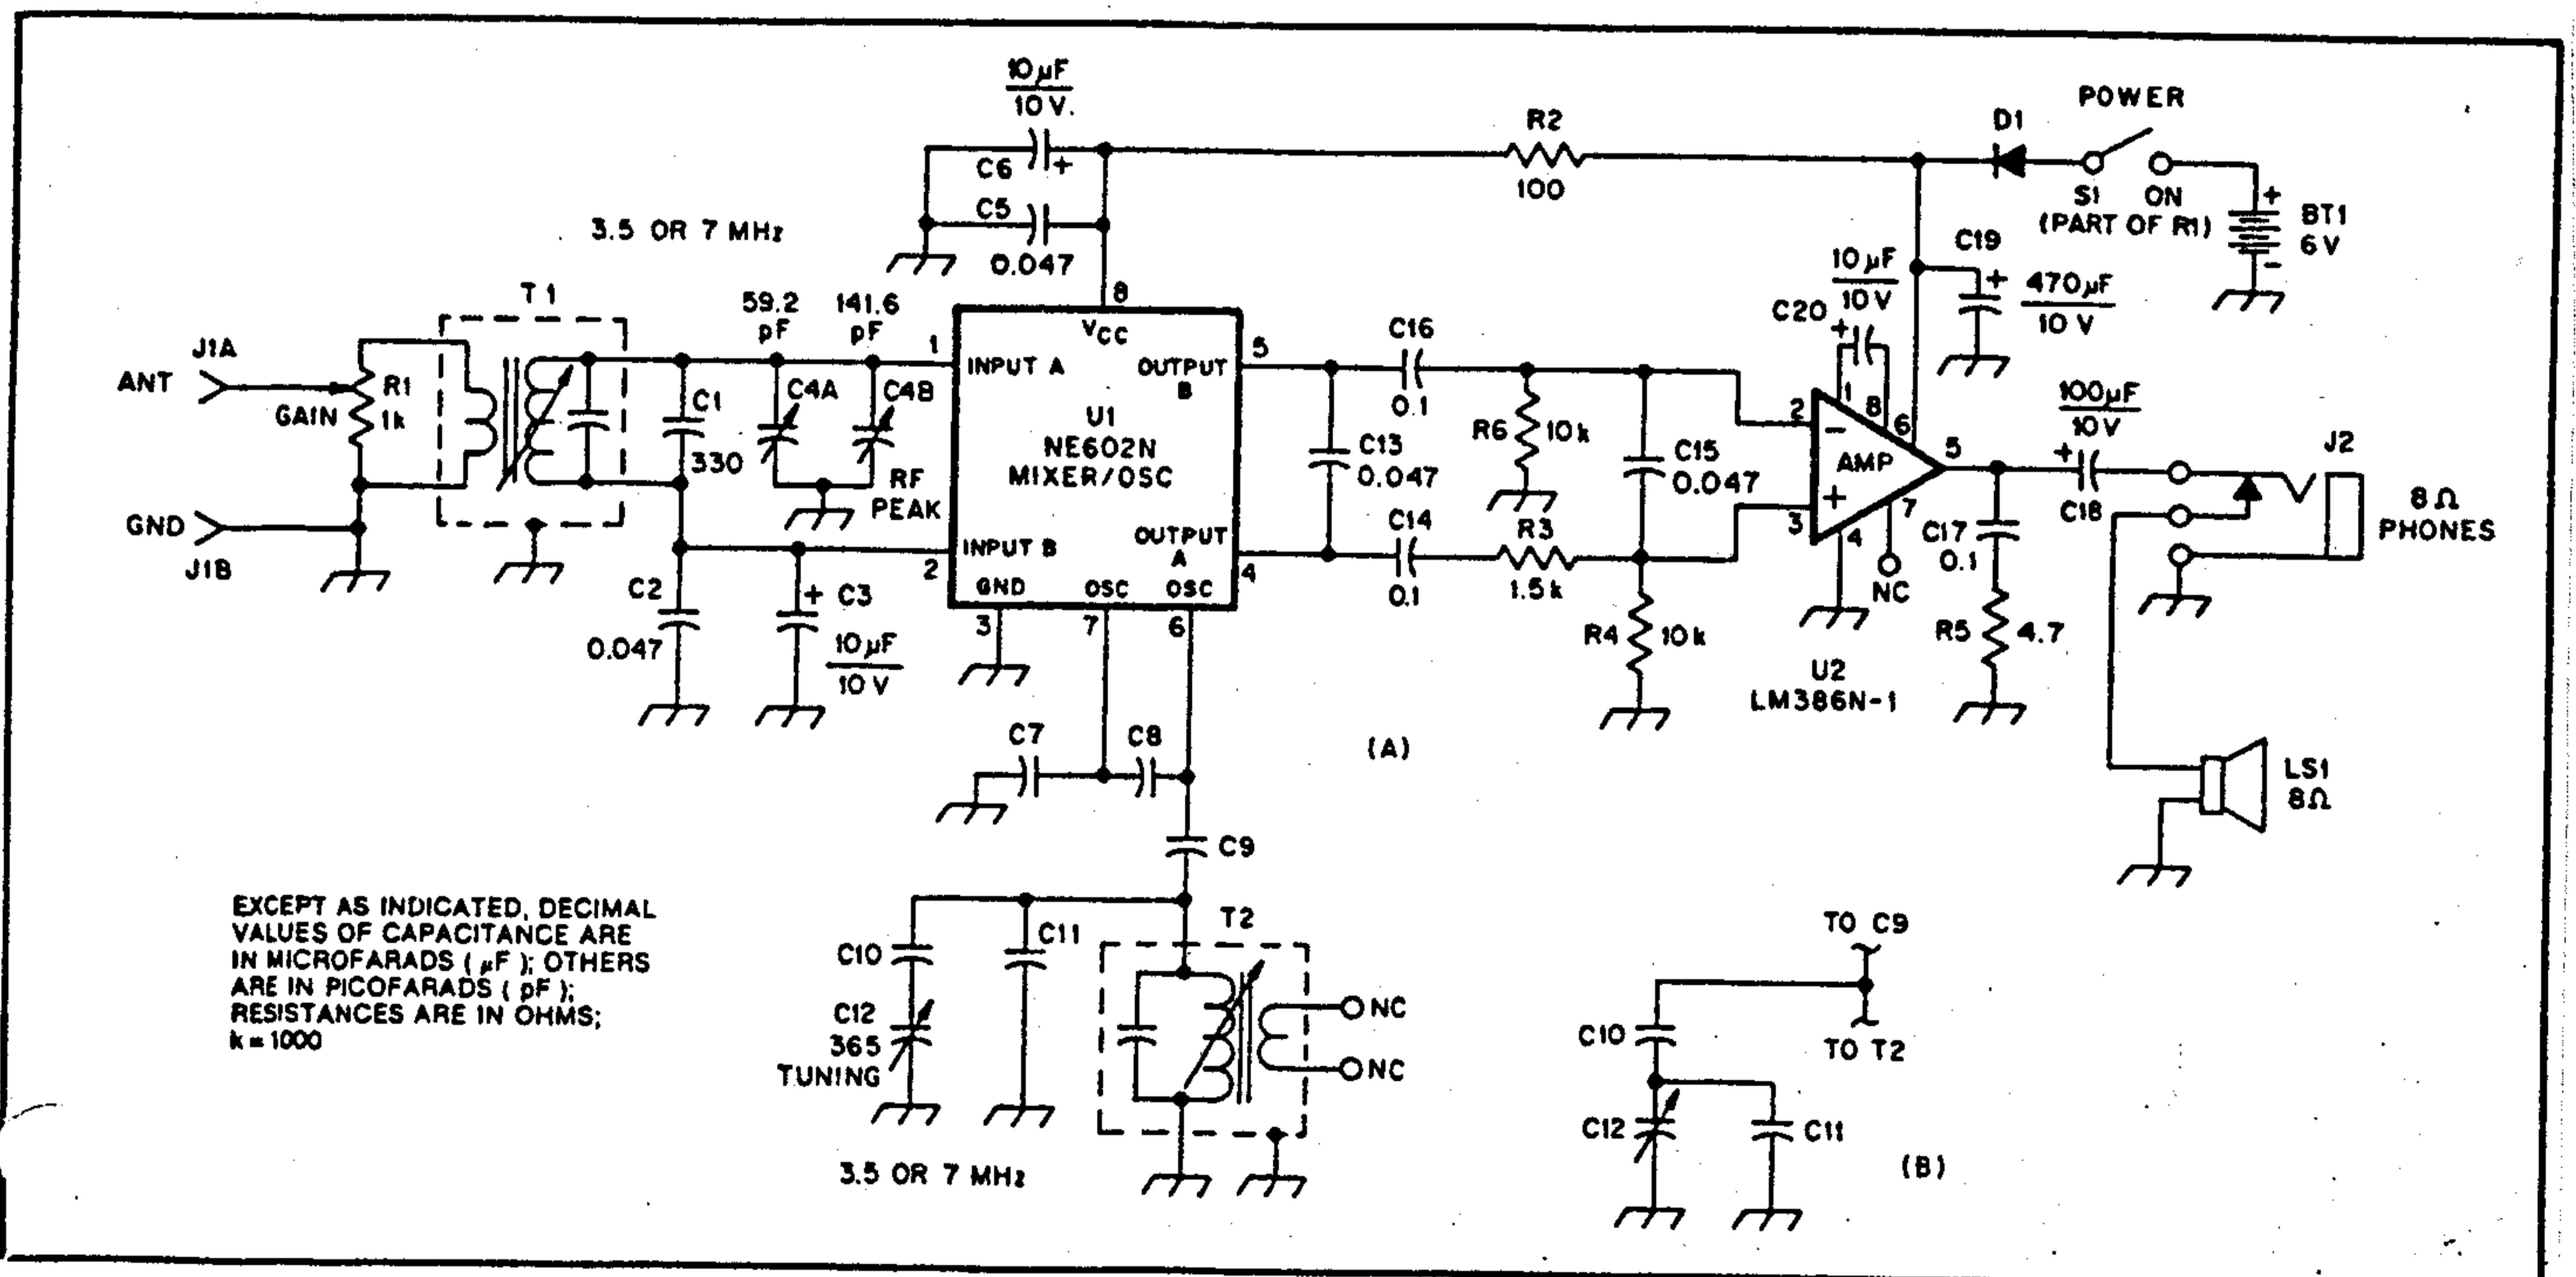 10µF
10 V.
C6
+
C5
0.047
R2
100
D1
POWER
S1
ON
(PART OF R1)
+
BT1
6V
-
3.5 OR 7 MHz
T1
59.2
pF
141.6
pF
J1A
ANT
R1
1k
GAIN
GND
J1B
C1
330
C4A
C4B
RF
PEAK
C2
0.047
+
C3
10µF
10 V
1
8
VCC
INPUT A
OUTPUT
B
5
U1
NE602N
MIXER/OSC
INPUT B
OUTPUT
A
2
4
GND
OSC
OSC
3
7
6
C16
0.1
C13
0.047
C14
0.1
R6
10k
R3
1.5k
C15
0.047
R4
10k
10µF
10 V
C20
+
C19
+
470µF
10 V
1
8
6
2
-
AMP
+
3
5
7
4
NC
U2
LM386N-1
C17
0.1
R5
4.7
100µF
10V
+
C18
J2
8Ω
PHONES
LS1
8Ω
(A)
C7
C8
C9
C10
C11
C12
365
TUNING
T2
NC
NC
3.5 OR 7 MHz
EXCEPT AS INDICATED, DECIMAL
VALUES OF CAPACITANCE ARE
IN MICROFARADS ( µF ); OTHERS
ARE IN PICOFARADS ( pF );
RESISTANCES ARE IN OHMS;
k = 1000
TO C9
C10
TO T2
C12
C11
(B)